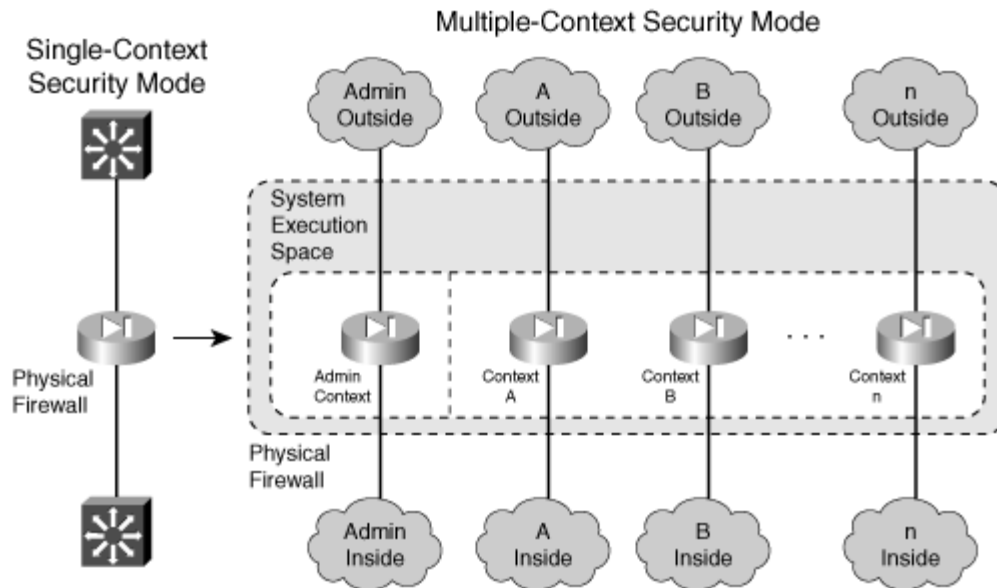 Multiple-Context Security Mode
Single-Context
Security Mode
Admin
Outside
A
Outside
B
Outside
n
Outside
System
Execution
Space
Physical
Firewall
Admin
Context
Context
A
Context
B
. . .
Context
n
Physical
Firewall
Admin
Inside
A
Inside
B
Inside
n
Inside